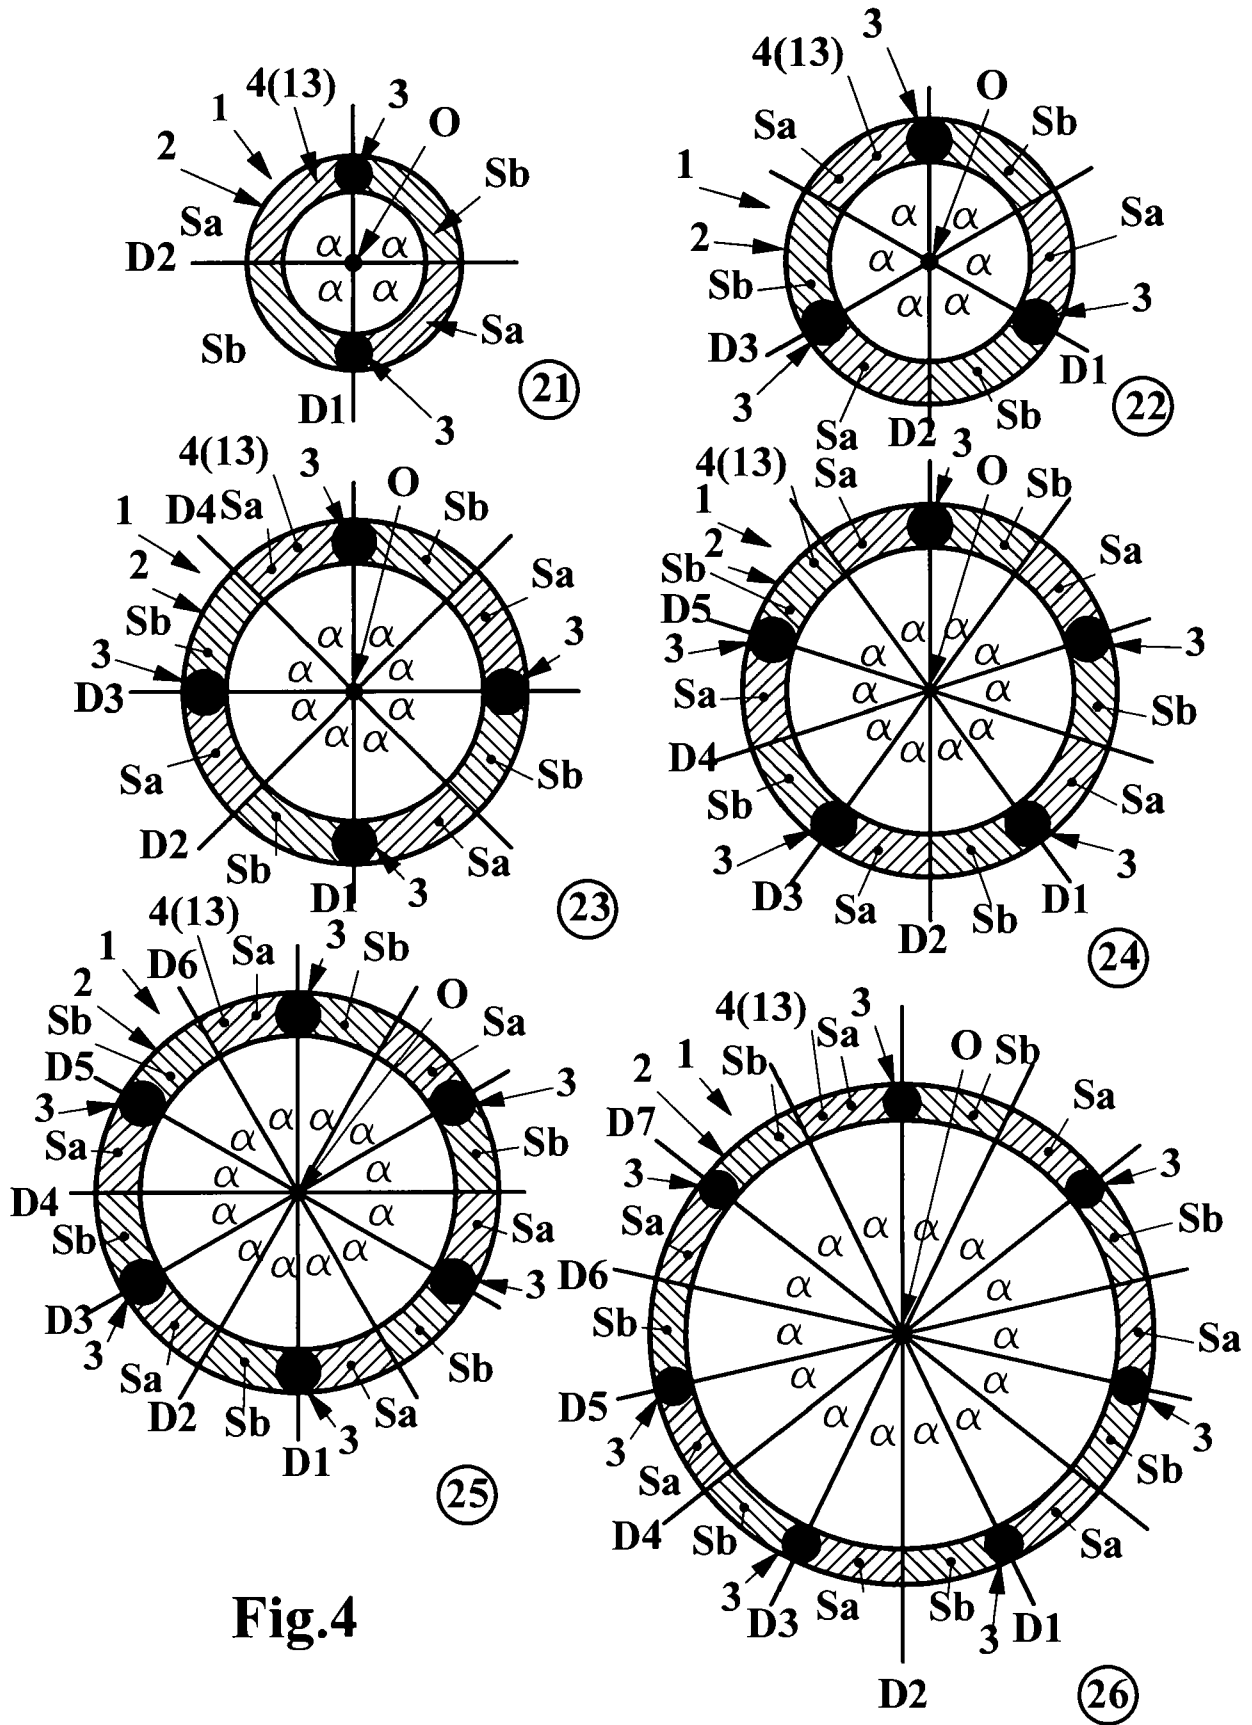 4(13) 3
1 O
2 Sb
Sa
D2 α α
α α
Sb Sa
D1 3
21
3
4(13) O
Sa Sb
1 α α Sa
2 α α
Sb α α 3
D3 D1
3 Sa D2 Sb
22
4(13) 3 O
1 D4 Sa Sb
2 Sa
Sb α α 3
3 α α
D3 α α
Sa α α Sb
D2 Sb Sa
D1 3
23
4(13) Sa 3 O Sb
1
2 Sa
Sb
D5 α α
3 α α 3
Sa α α Sb
D4 α α
Sb α α Sa
3 3
D3 Sa Sb D1
D2
24
4(13) 3
1 D6 Sa Sb
2 O
Sb Sa
D5 3
3 α α
Sa α α Sb
D4 α α
α α Sa
Sb α α α α 3
D3
3 Sb
Sa Sa
D2 Sb 3
D1
25
4(13) 3
1 Sa O Sb
2 Sb Sa
D7 3
3
Sa α α Sb
α α
D6 α α
Sb α α Sa
D5 α α
3 α α 3
Sa α α Sb
D4 Sb Sa
3 Sa Sb
D3 3 D1
D2
26
Fig.4